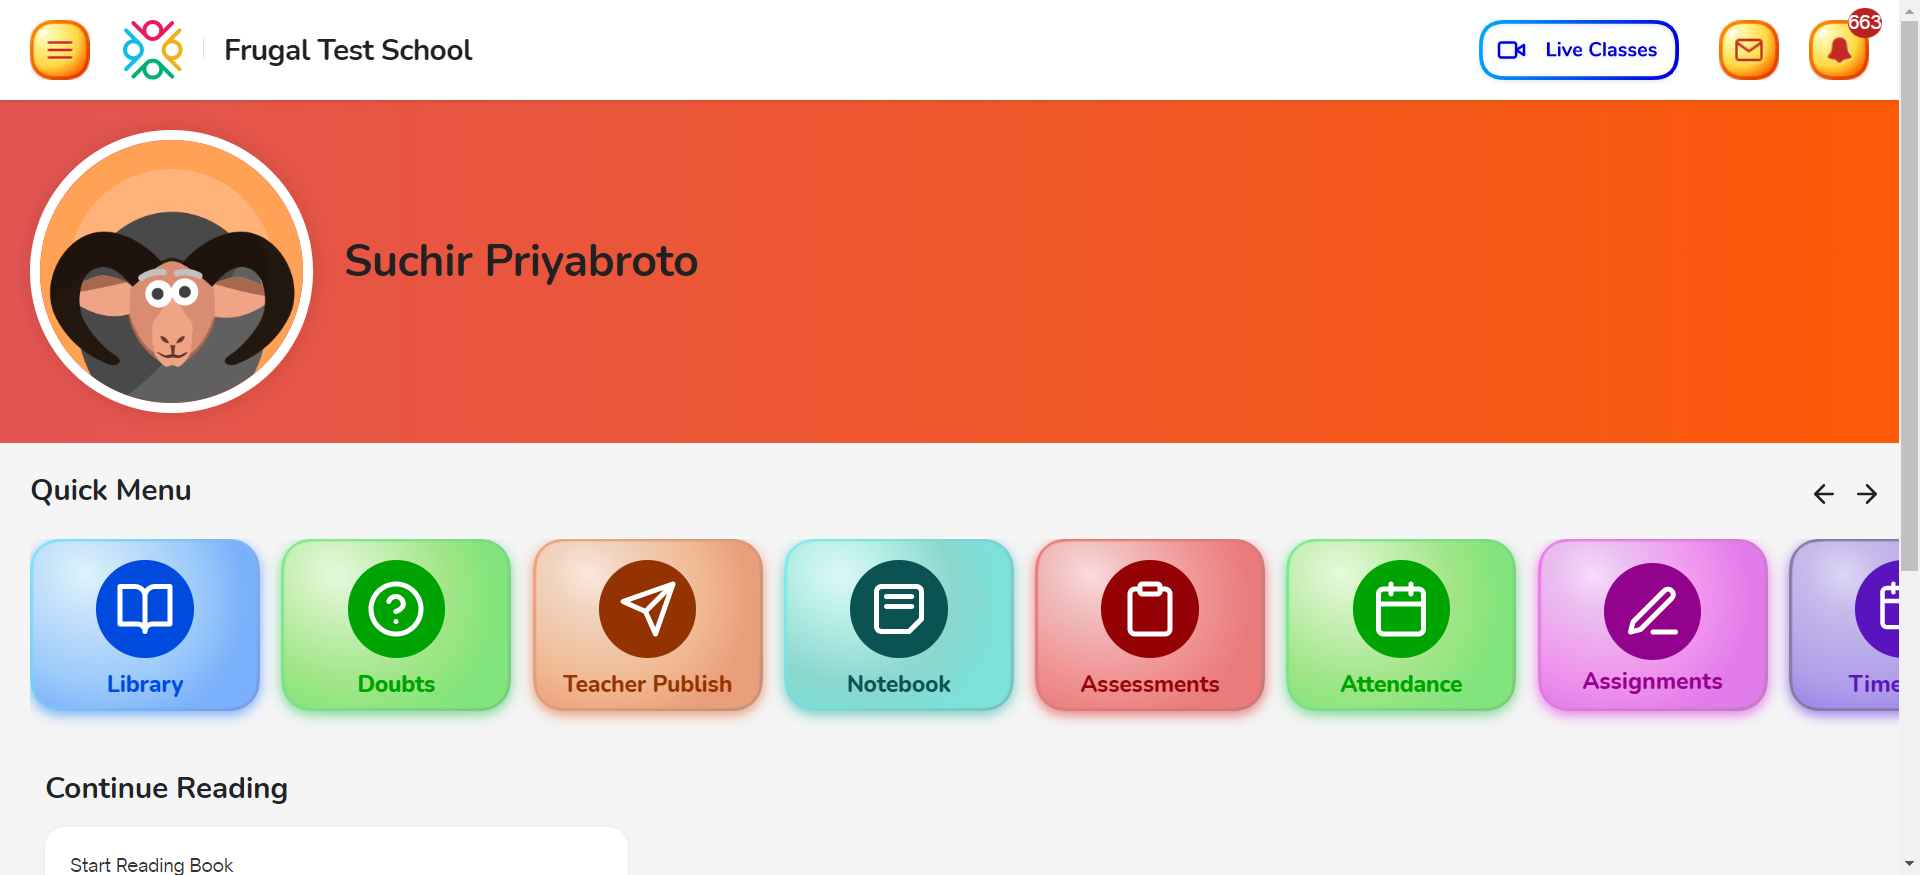 Frugal Test School
Live Classes
663
Suchir Priyabroto
Quick Menu
Library
Doubts
Teacher Publish
Notebook
Assessments
Attendance
Assignments
Time
Continue Reading
Start Reading Book